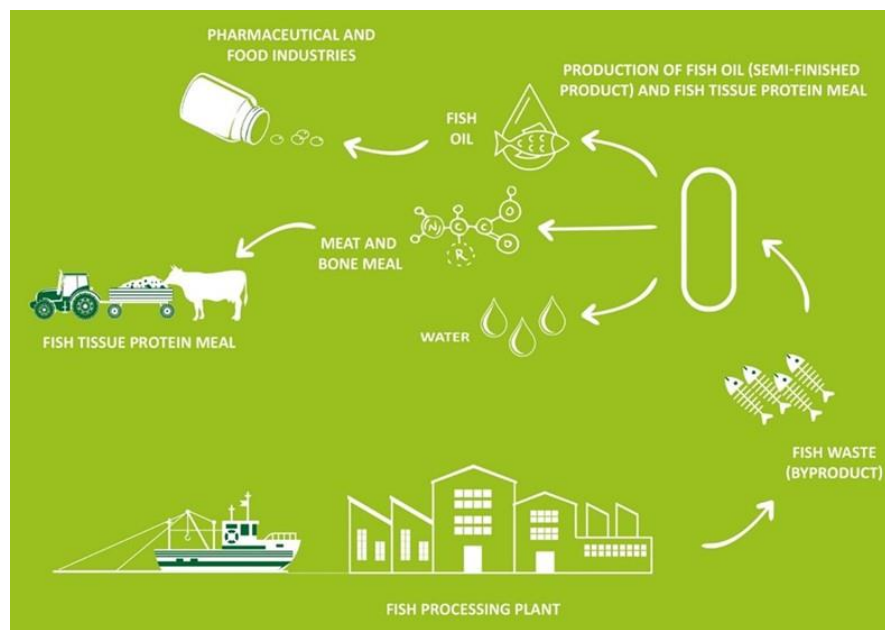 PHARMACEUTICAL AND
FOOD INDUSTRIES
PRODUCTION OF FISH OIL (SEMI-FINISHED
PRODUCT) AND FISH TISSUE PROTEIN MEAL
FISH
OIL
N
C
C
O
O
R
MEAT AND
BONE MEAL
FISH TISSUE PROTEIN MEAL
WATER
FISH WASTE
(BYPRODUCT)
FISH PROCESSING PLANT